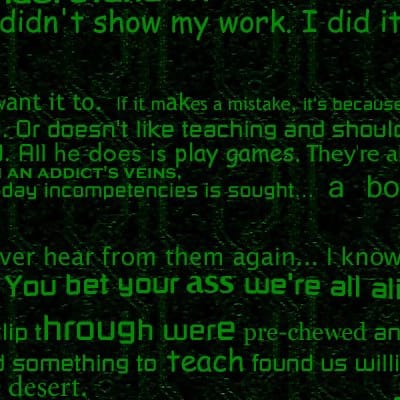 didn't show my work. I did it
want it to. If it makes a mistake, it's because
. Or doesn't like teaching and should
. All he does is play games. They're a
AN ADDICT'S VEINS,
day incompetencies is sought... a bo
ver hear from them again... I know
You bet your ass we're all ali
slip through were pre-chewed an
d something to teach found us willi
desert.